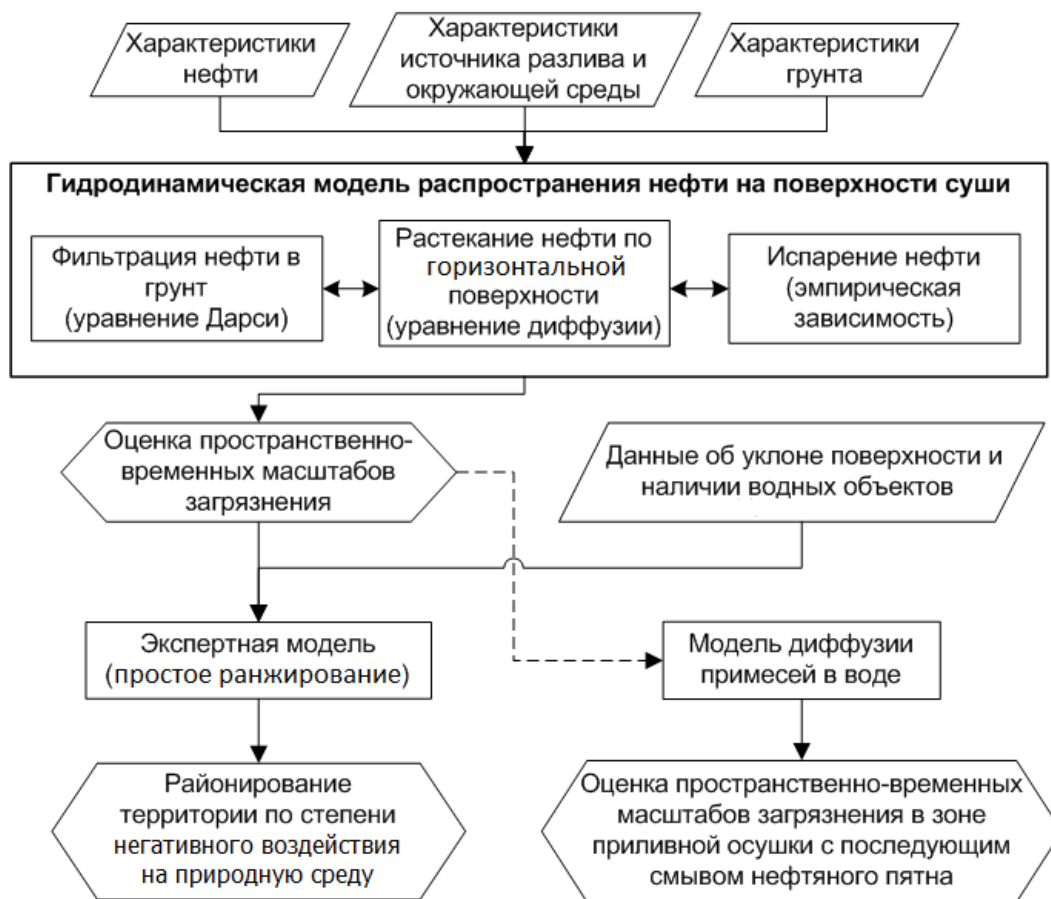 Характеристики
нефти
Характеристики
источника разлива и
окружающей среды
Характеристики
грунта
Гидродинамическая модель распространения нефти на поверхности суши
Фильтрация нефти в
грунт
(уравнение Дарси)
Растекание нефти по
горизонтальной
поверхности
(уравнение диффузии)
Испарение нефти
(эмпирическая
зависимость)
Оценка пространственно-
временных масштабов
загрязнения
Данные об уклоне поверхности и
наличии водных объектов
Экспертная модель
(простое ранжирование)
Модель диффузии
примесей в воде
Районирование
территории по степени
негативного воздействия
на природную среду
Оценка пространственно-временных
масштабов загрязнения в зоне
приливной осушки с последующим
смывом нефтяного пятна